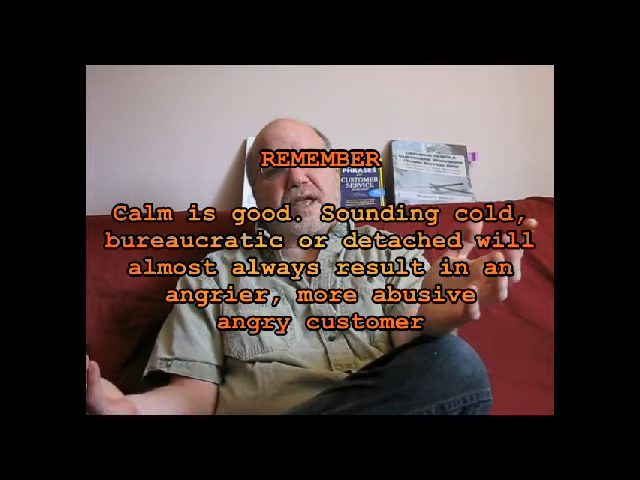 REMEMBER
PHRASES
CUSTOMER
SERVICE
Calm is good. Sounding cold,
bureaucratic or detached will
almost always result in an
angrier, more abusive
angry customer